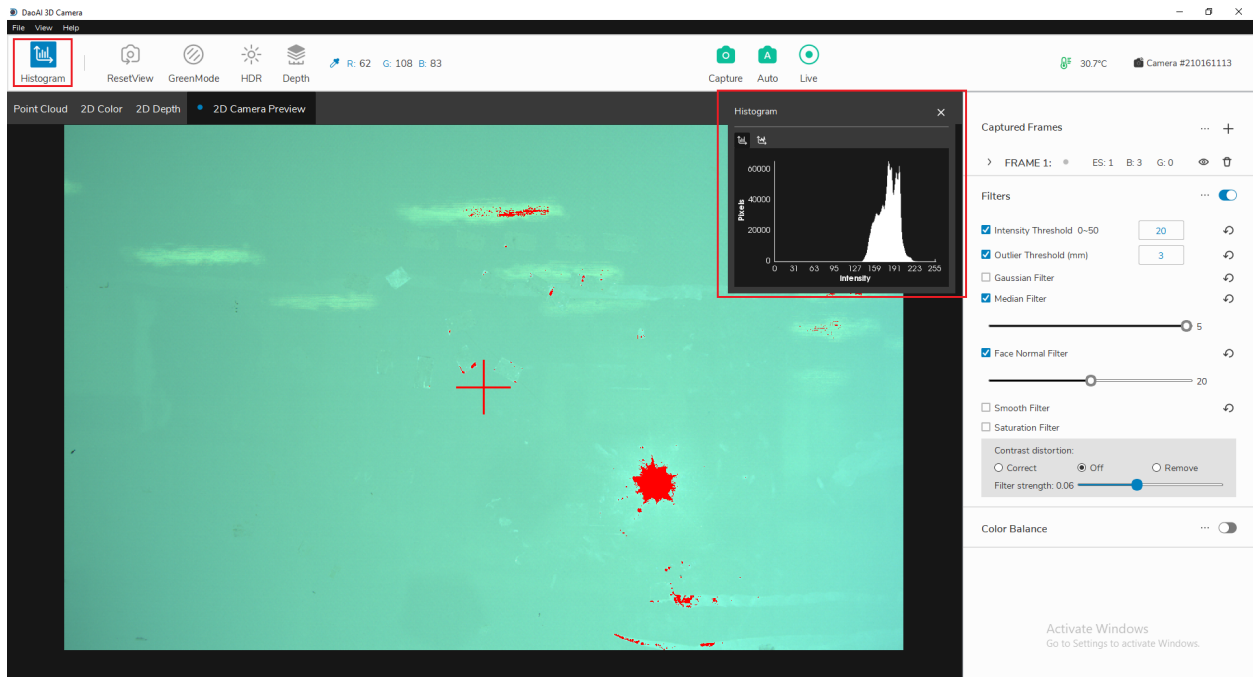 DaoAI 3D Camera
File View Help
Histogram
ResetView
GreenMode
HDR
Depth
R: 62 G: 108 B: 83
Capture
Auto
Live
30.7°C
Camera #210161113
Point Cloud 2D Color 2D Depth 2D Camera Preview
Histogram
60000
40000
20000
0
Pixels
0 31 63 95 127 159 191 223 255
Intensity
Captured Frames
FRAME 1: ES: 1 B: 3 G: 0
Filters
Intensity Threshold 0~50 20
Outlier Threshold (mm) 3
Gaussian Filter
Median Filter
5
Face Normal Filter
20
Smooth Filter
Saturation Filter
Contrast distortion:
Correct Off Remove
Filter strength: 0.06
Color Balance
Activate Windows
Go to Settings to activate Windows.